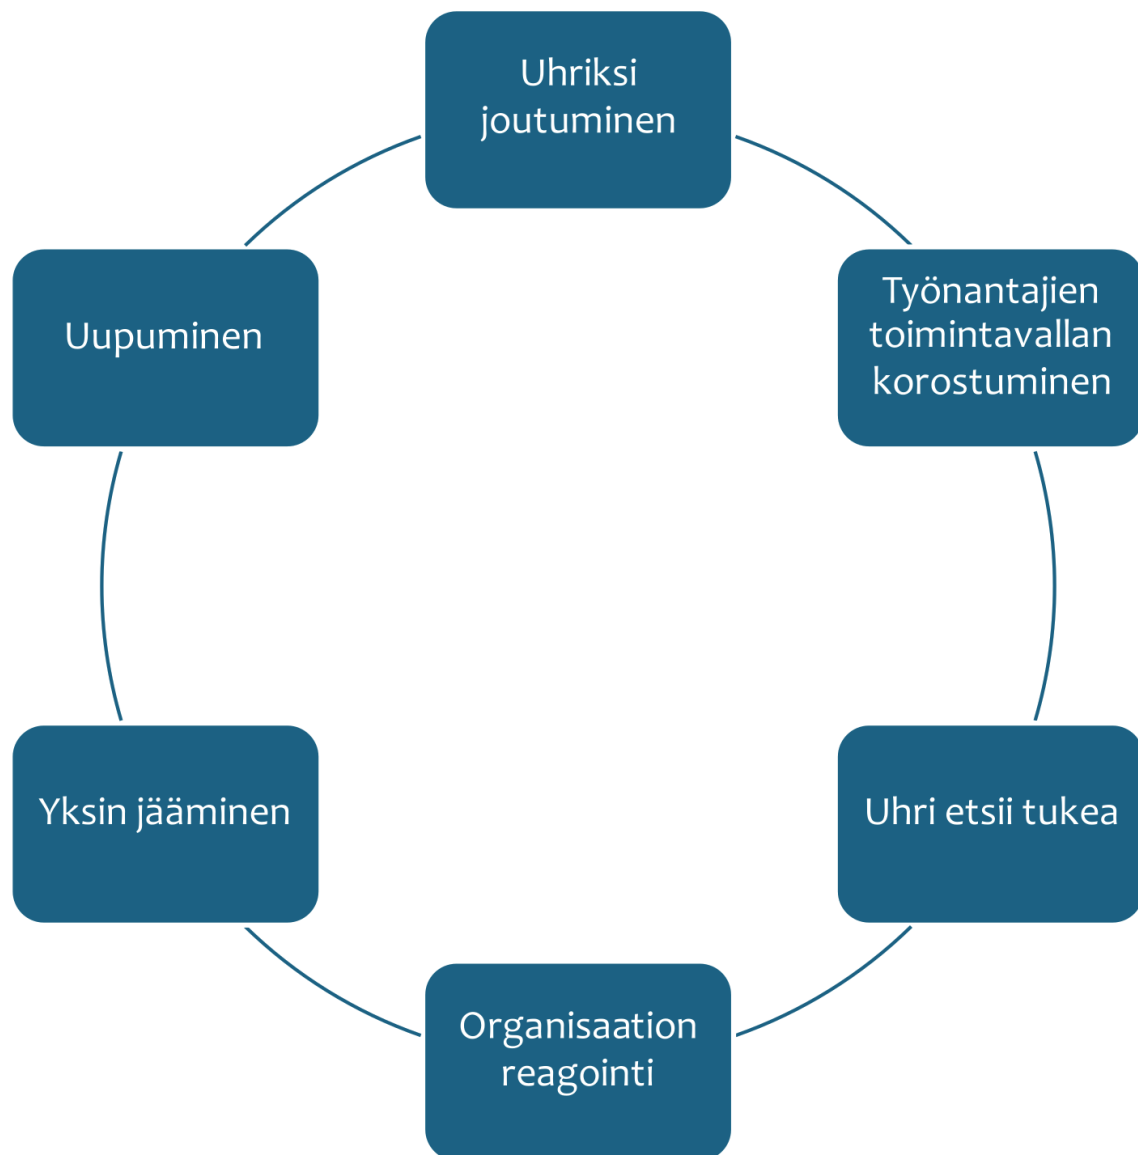 Uhriksi
joutuminen
Työnantajien
toimintavallan
korostuminen
Uhri etsii tukea
Organisaation
reagointi
Yksin jääminen
Uupuminen